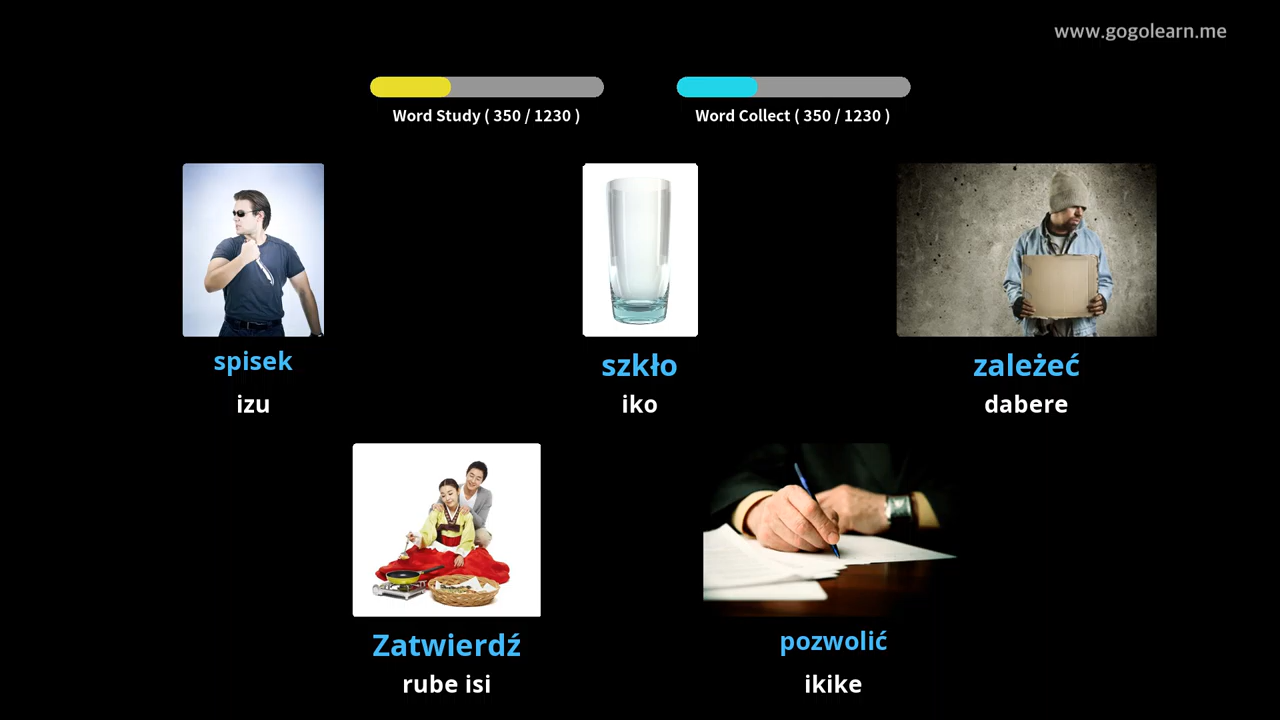 www.gogolearn.me
Word Study ( 350 / 1230 )
Word Collect ( 350 / 1230 )
spisek
izu
szkło
iko
zależeć
dabere
Zatwierdź
rube isi
pozwolić
ikike